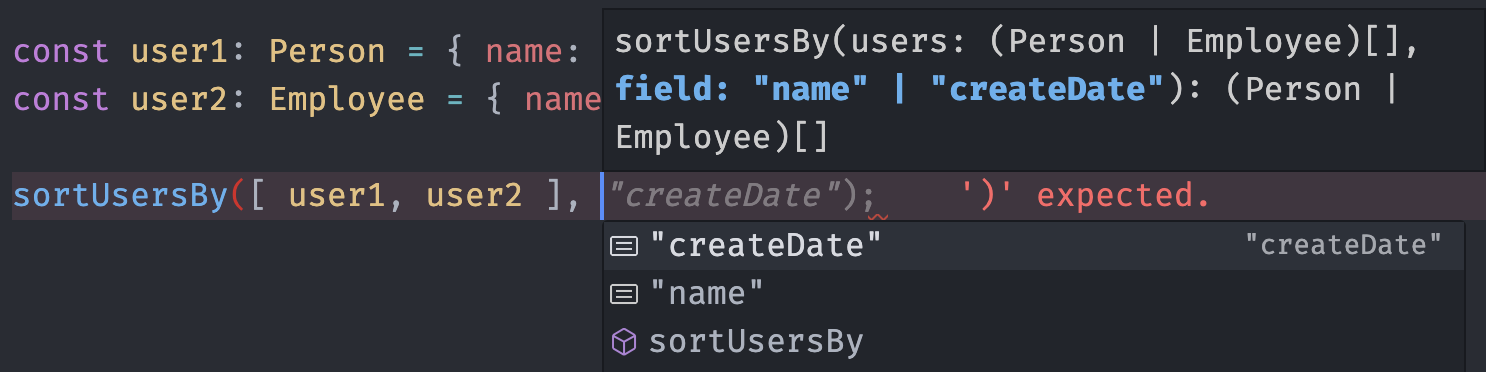 const user1: Person = { name:
const user2: Employee = { name
sortUsersBy(users: (Person | Employee)[],
field: "name" | "createDate"): (Person |
Employee)[]
sortUsersBy([ user1, user2 ], "createDate"); ')' expected.
"createDate" "createDate"
"name"
sortUsersBy